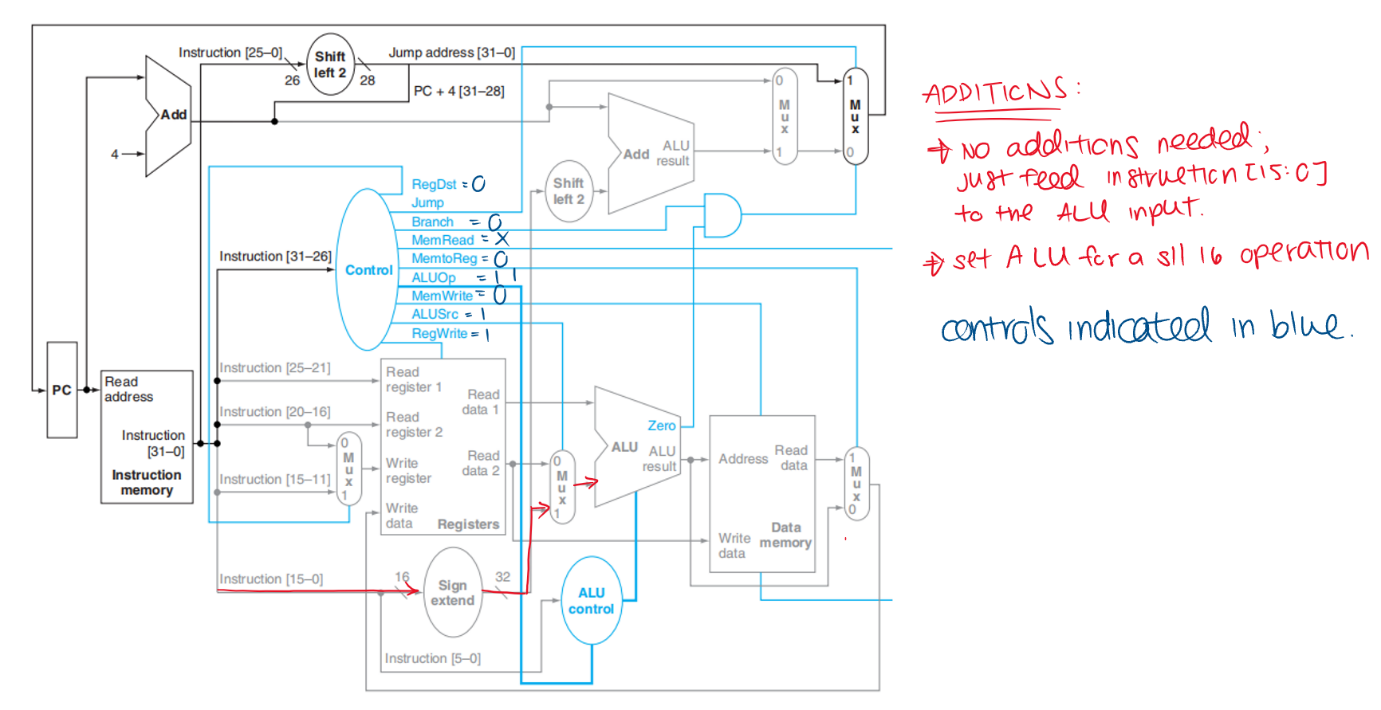 Instruction [25–0]
Shift
left 2
Jump address [31–0]
26
28
PC + 4 [31–28]
Add
4
0
M
u
x
1
1
M
u
x
0
Add
ALU
result
Shift
left 2
RegDst = 0
Jump
Branch = 0
MemRead = X
MemtoReg = 0
ALUOp = 11
MemWrite = 0
ALUSrc = 1
RegWrite = 1
Instruction [31–26]
Control
PC
Read
address
Instruction
[31–0]
Instruction
memory
Instruction [25–21]
Instruction [20–16]
Instruction [15–11]
0
M
u
x
1
Read
register 1
Read
register 2
Write
register
Write
data
Read
data 1
Read
data 2
Registers
0
M
u
x
1
Zero
ALU
ALU
result
Address
Read
data
Write
data
Data
memory
1
M
u
x
0
Instruction [15–0]
16
Sign
extend
32
ALU
control
Instruction [5–0]
ADDITIONS:
→ NO additions needed;
just feed instruction [15:0]
to the ALU input.
→ set ALU for a sll 16 operation
controls indicated in blue.